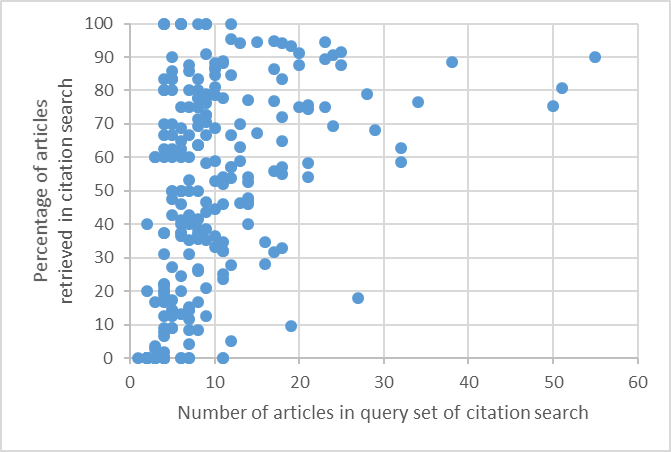 100
90
80
70
60
50
40
30
20
10
0
Percentage of articles
retrieved in citation search
0 10 20 30 40 50 60
Number of articles in query set of citation search